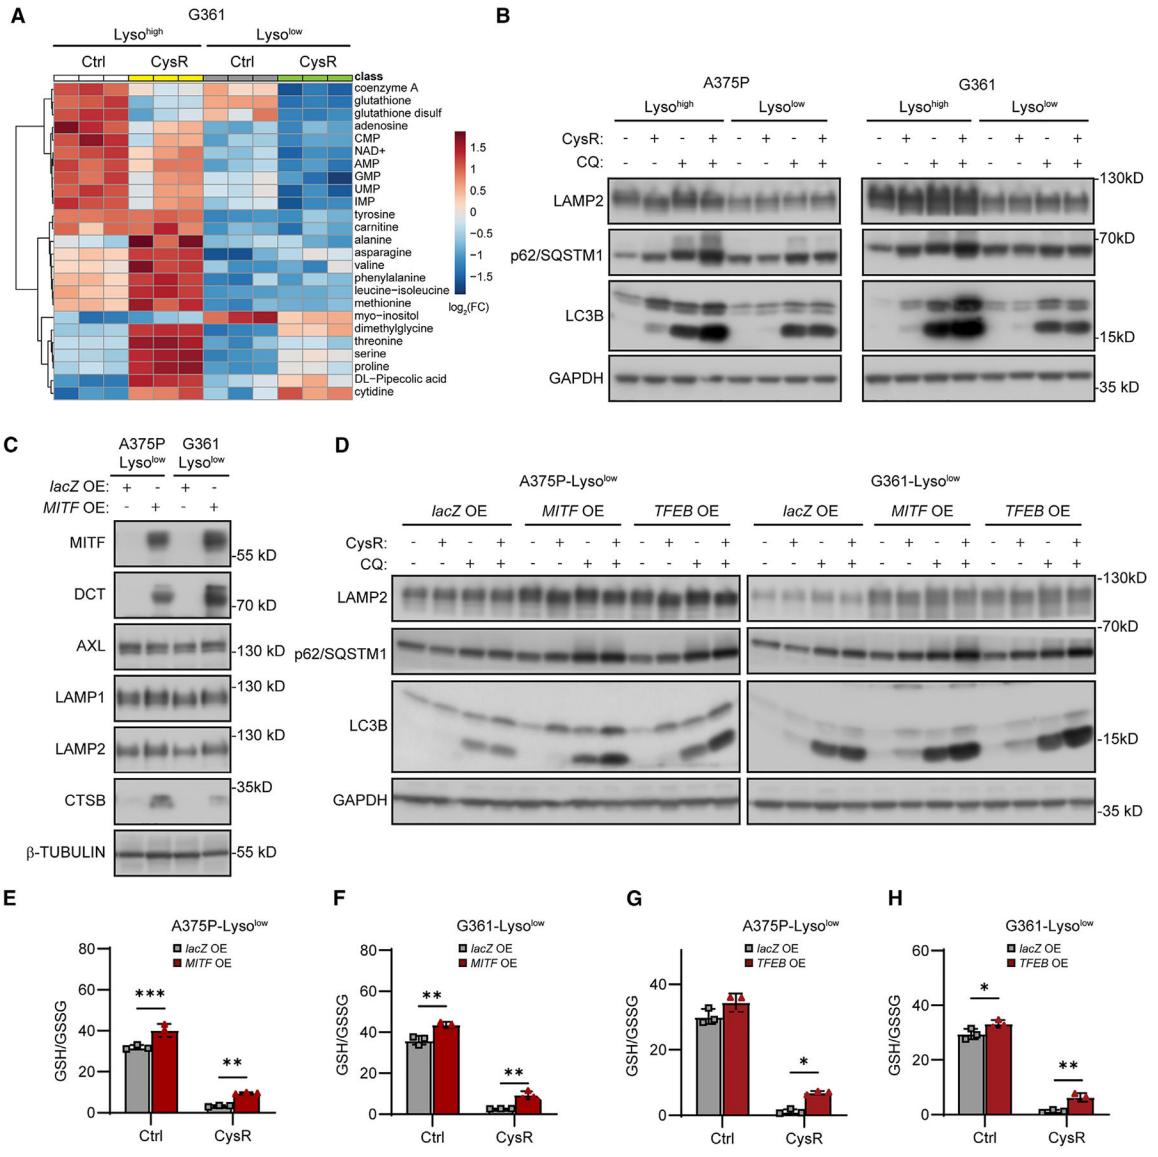 A
G361
Lysohigh Lysolow
Ctrl CysR Ctrl CysR
class
coenzyme A
glutathione
glutathione disulf
adenosine
CMP
NAD+
AMP
GMP
UMP
IMP
tyrosine
carnitine
alanine
asparagine
valine
phenylalanine
leucine−isoleucine
methionine
myo−inositol
dimethylglycine
threonine
serine
proline
DL−Pipecolic acid
cytidine
1.5
1
0.5
0
−0.5
−1
−1.5
log2(FC)
B
A375P G361
Lysohigh Lysolow Lysohigh Lysolow
CysR: - + - + - + - + - + - + - + - +
CQ: - - + + - - + + - - + + - - + +
LAMP2 -130kD
p62/SQSTM1 -70kD
LC3B -15kD
GAPDH -35 kD
C
A375P G361
Lysolow Lysolow
lacZ OE: + - + -
MITF OE: - + - +
MITF -55 kD
DCT -70 kD
AXL -130 kD
LAMP1 -130 kD
LAMP2 -130 kD
CTSB -35kD
β-TUBULIN -55 kD
D
A375P-Lysolow G361-Lysolow
lacZ OE MITF OE TFEB OE lacZ OE MITF OE TFEB OE
CysR: - + - + - + - + - + - + - + - + - + - + - + - +
CQ: - - + + - - + + - - + + - - + + - - + + - - + +
LAMP2 -130kD
p62/SQSTM1 -70kD
LC3B -15kD
GAPDH -35 kD
E
A375P-Lysolow
lacZ OE
MITF OE
GSH/GSSG
80
60
40
20
0
***
**
Ctrl CysR
F
G361-Lysolow
lacZ OE
MITF OE
GSH/GSSG
80
60
40
20
0
**
**
Ctrl CysR
G
A375P-Lysolow
lacZ OE
TFEB OE
GSH/GSSG
40
20
0
*
Ctrl CysR
H
G361-Lysolow
lacZ OE
TFEB OE
GSH/GSSG
60
40
20
0
*
**
Ctrl CysR